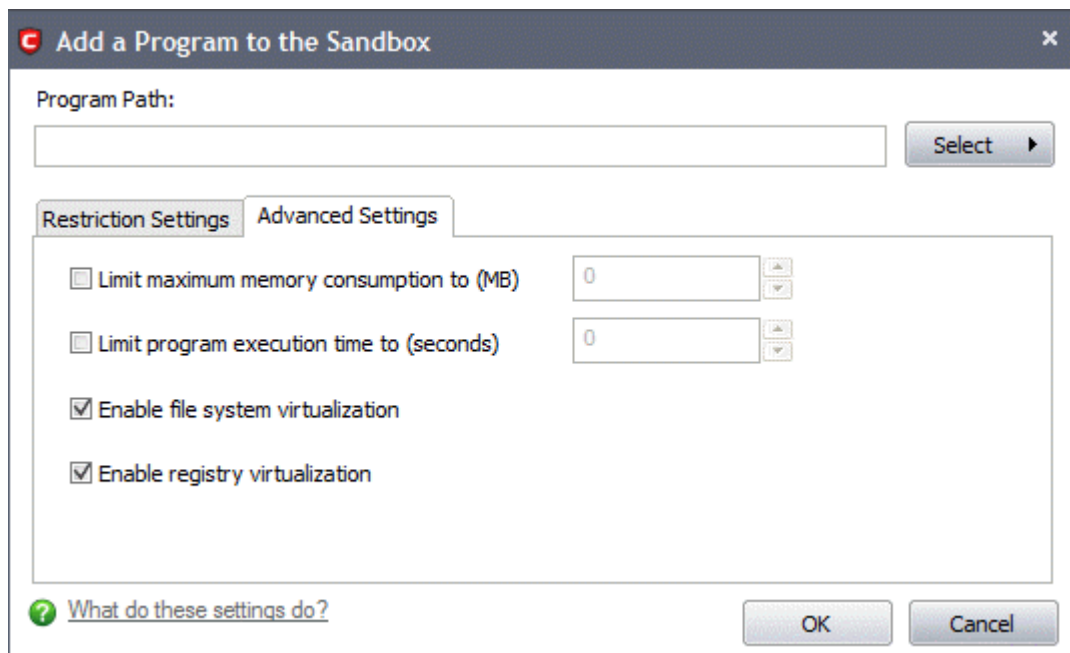 Add a Program to the Sandbox
Program Path:
Select
Restriction Settings
Advanced Settings
Limit maximum memory consumption to (MB)
0
Limit program execution time to (seconds)
0
Enable file system virtualization
Enable registry virtualization
What do these settings do?
OK
Cancel